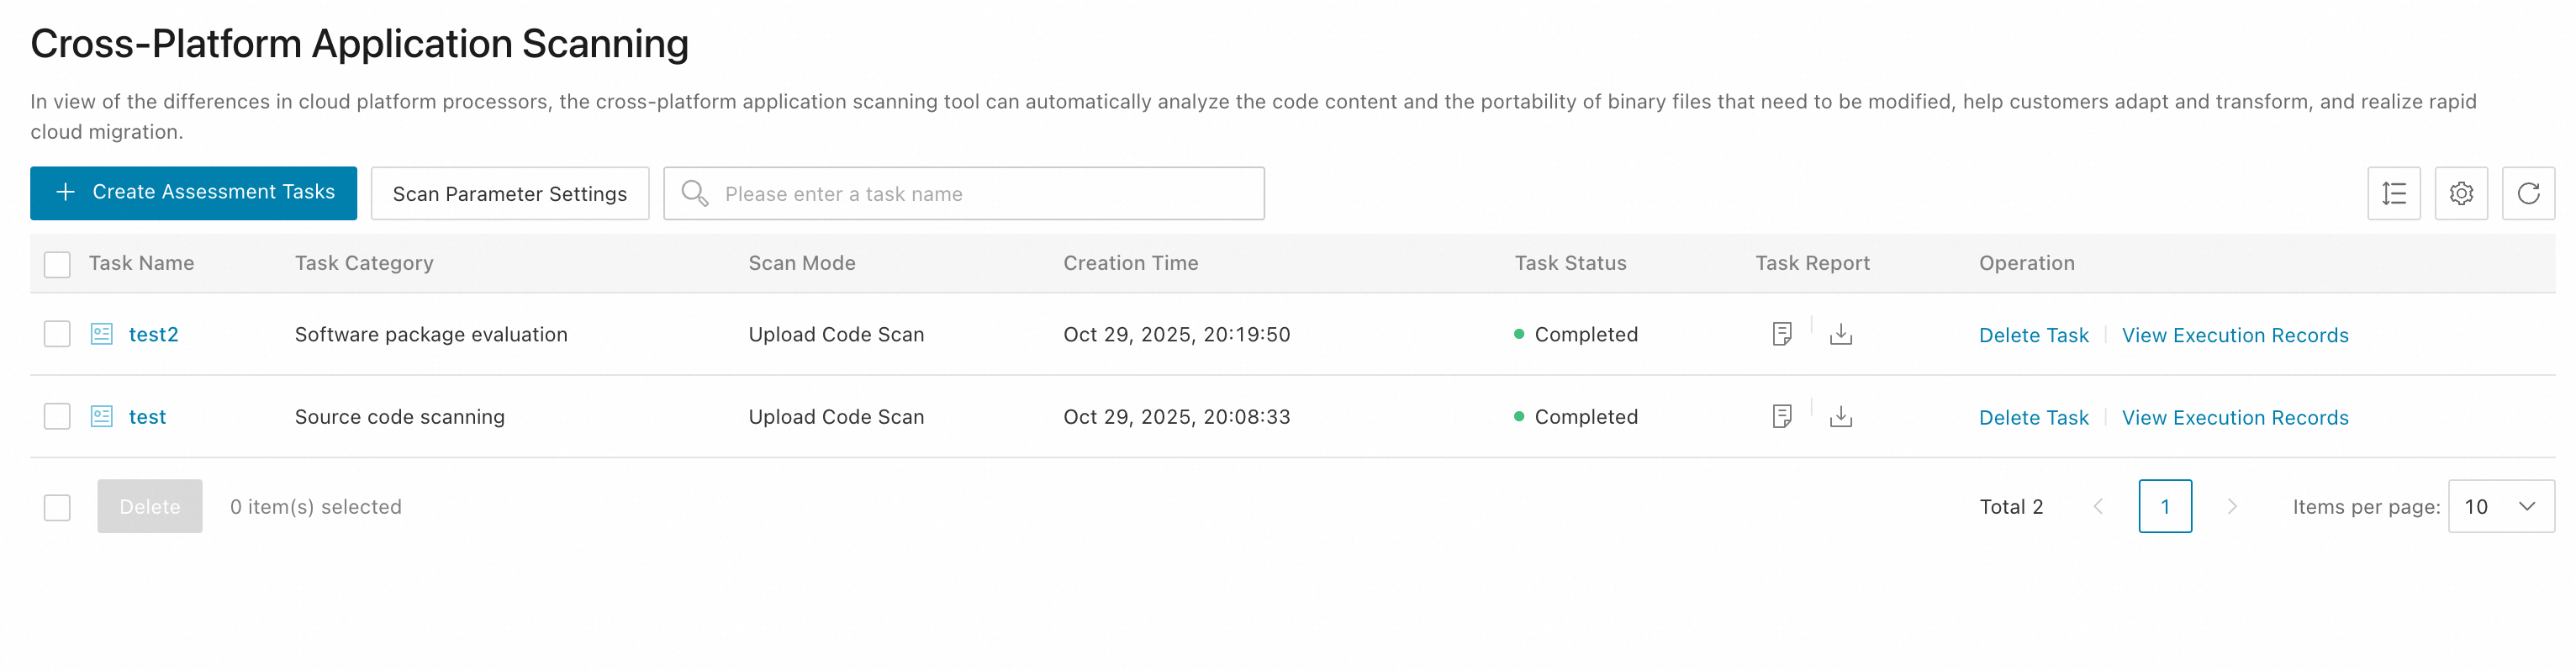 Cross-Platform Application Scanning
In view of the differences in cloud platform processors, the cross-platform application scanning tool can automatically analyze the code content and the portability of binary files that need to be modified, help customers adapt and transform, and realize rapid
cloud migration.
Create Assessment Tasks Scan Parameter Settings Please enter a task name
Task Name Task Category Scan Mode Creation Time Task Status Task Report Operation
test2 Software package evaluation Upload Code Scan Oct 29, 2025, 20:19:50 Completed Delete Task View Execution Records
test Source code scanning Upload Code Scan Oct 29, 2025, 20:08:33 Completed Delete Task View Execution Records
Delete 0 item(s) selected Total 2 1 Items per page: 10